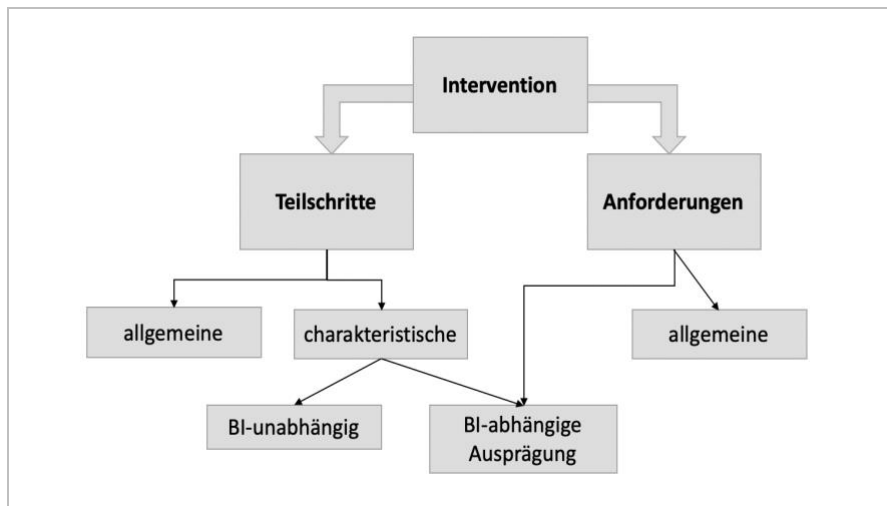 Intervention
Teilschritte
Anforderungen
allgemeine
charakteristische
allgemeine
BI-unabhängig
BI-abhängige
Ausprägung